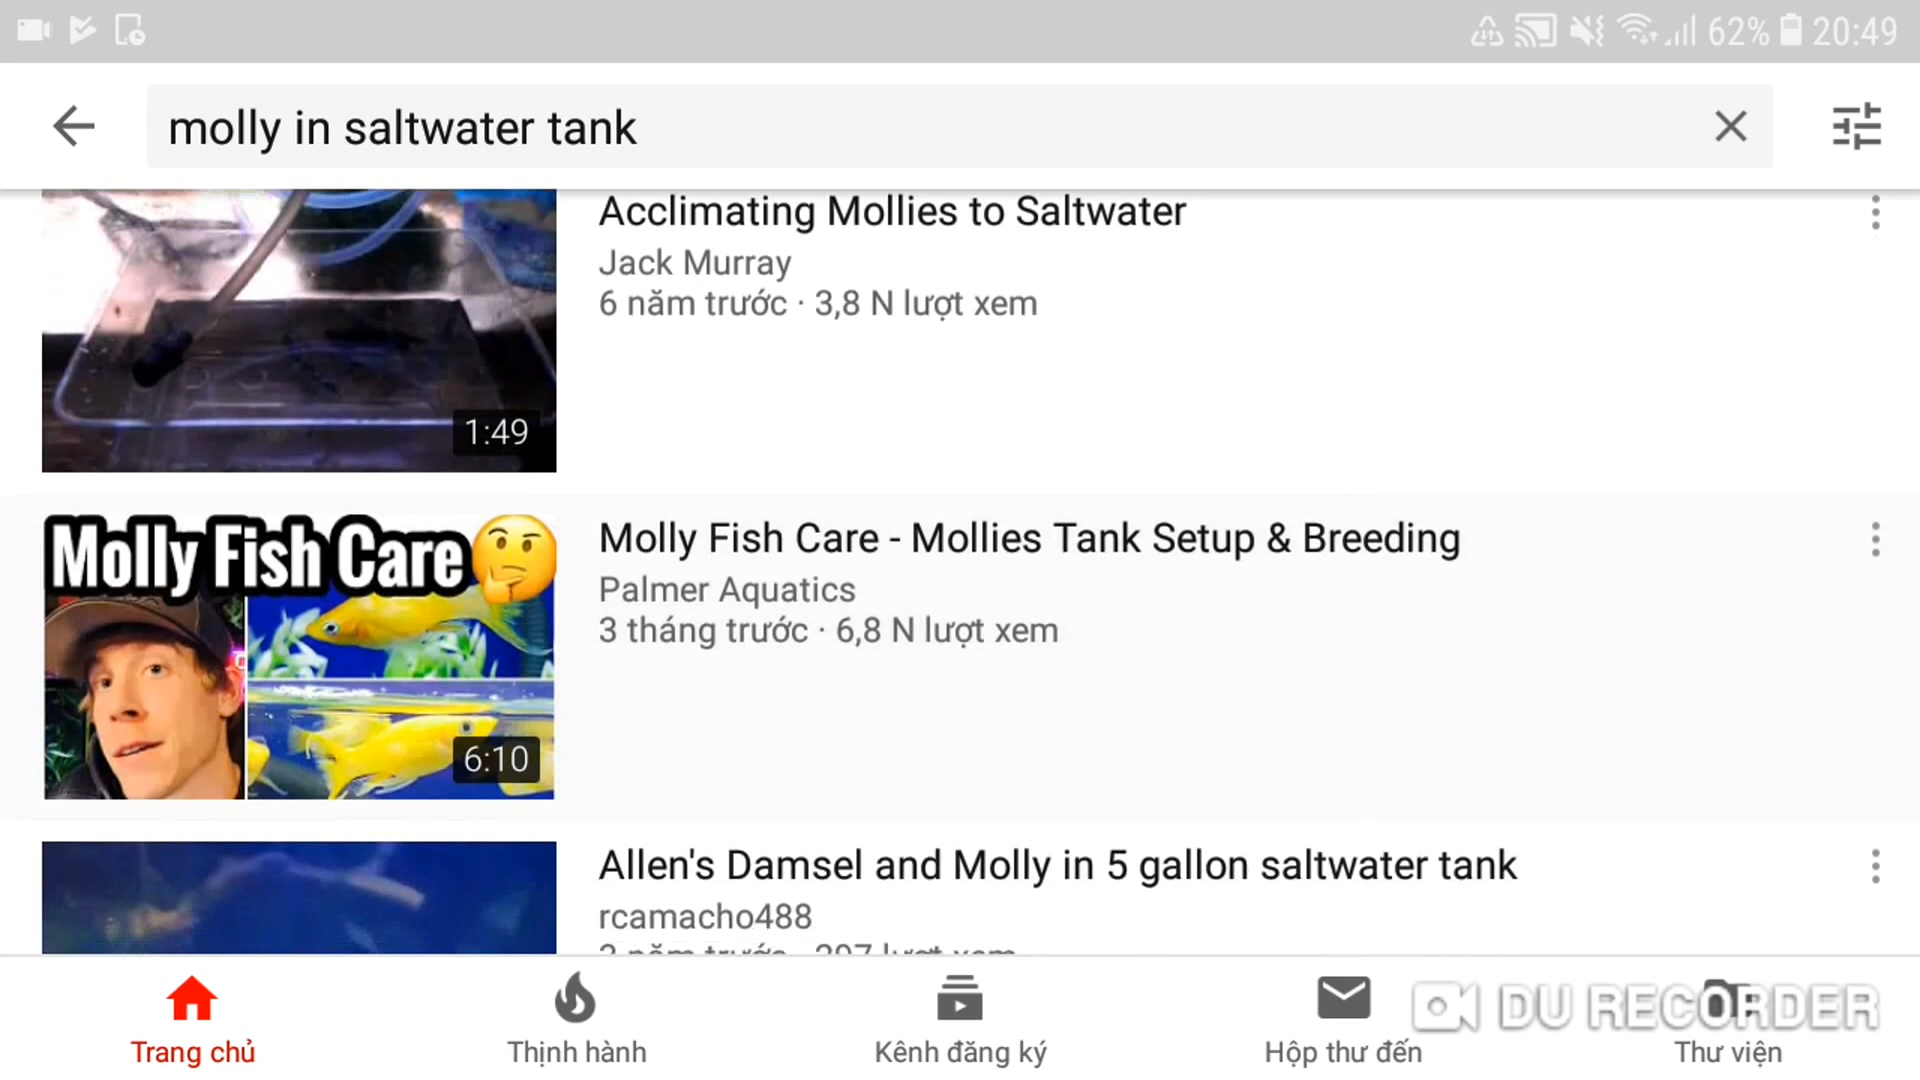 62% 20:49
molly in saltwater tank
Acclimating Mollies to Saltwater
Jack Murray
6 năm trước · 3,8 N lượt xem
1:49
Molly Fish Care
Molly Fish Care - Mollies Tank Setup & Breeding
Palmer Aquatics
3 tháng trước · 6,8 N lượt xem
6:10
Allen's Damsel and Molly in 5 gallon saltwater tank
rcamacho488
lượt xem
DU RECORDER
Trang chủ
Thịnh hành
Kênh đăng ký
Hộp thư đến
Thư viện